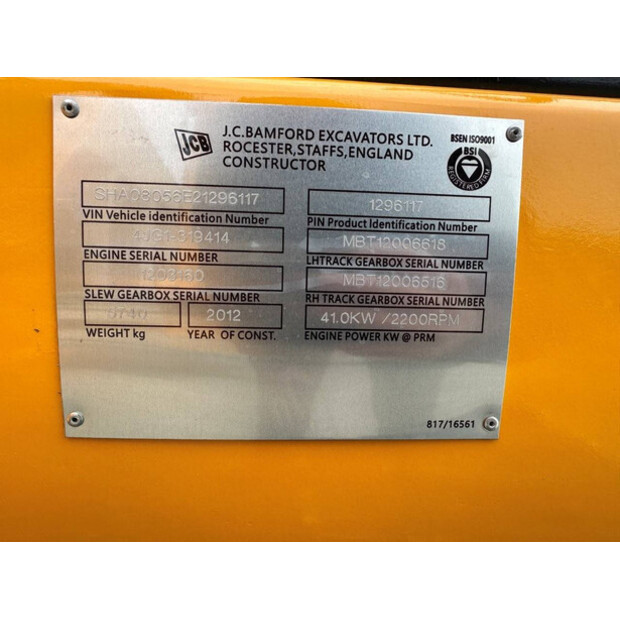 JCB
J.C.BAMFORD EXCAVATORS LTD.
ROCESTER,STAFFS,ENGLAND
CONSTRUCTOR
BSEN ISO9001
BSI
REGISTERED FIRM
1296117
VIN Vehicle identification Number
PIN Product Identification Number
MBT12006618
ENGINE SERIAL NUMBER
LHTRACK GEARBOX SERIAL NUMBER
1203160
MBT12006516
SLEW GEARBOX SERIAL NUMBER
RH TRACK GEARBOX SERIAL NUMBER
2012
41.0KW /2200RPM
WEIGHT kg
YEAR OF CONST.
ENGINE POWER KW @ PRM
817/16561